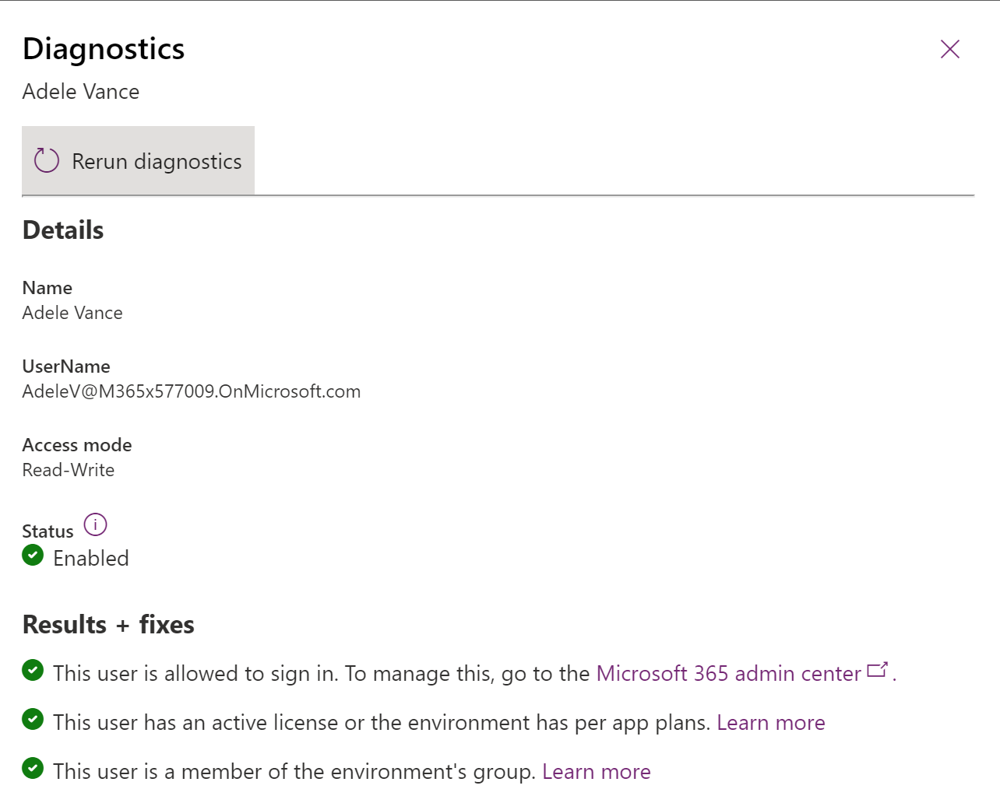 Diagnostics
Adele Vance
Rerun diagnostics
Details
Name
Adele Vance
UserName
AdeleV@M365x577009.OnMicrosoft.com
Access mode
Read-Write
Status
Enabled
Results + fixes
This user is allowed to sign in. To manage this, go to the Microsoft 365 admin center.
This user has an active license or the environment has per app plans. Learn more
This user is a member of the environment's group. Learn more